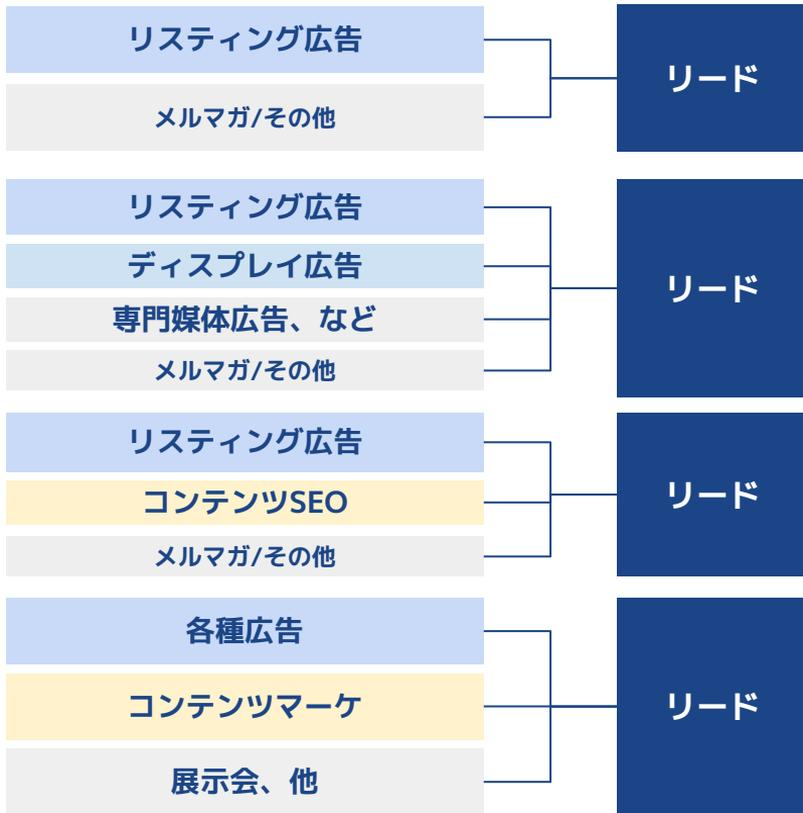 リスティング広告
メルマガ/その他
リード
リスティング広告
ディスプレイ広告
専門媒体広告、など
メルマガ/その他
リード
リスティング広告
コンテンツSEO
メルマガ/その他
リード
各種広告
コンテンツマーケ
展示会、他
リード